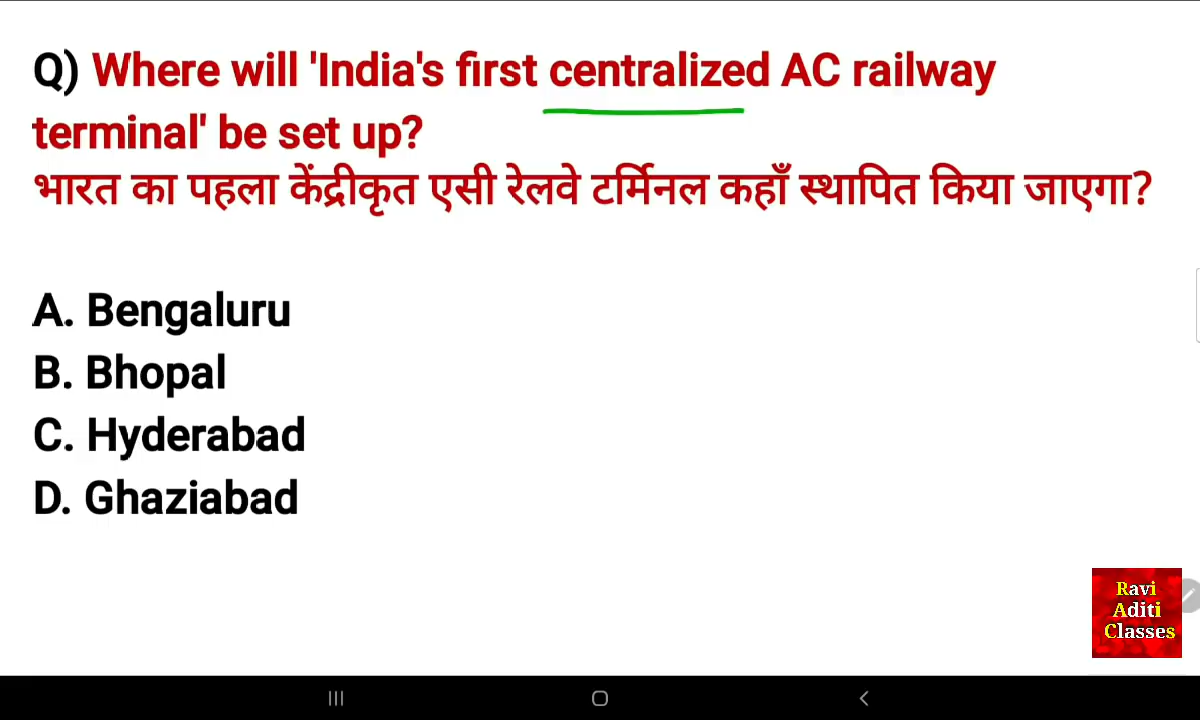 Q) Where will 'India's first centralized AC railway
terminal' be set up?
भारत का पहला केंद्रीकृत एसी रेलवे टर्मिनल कहाँ स्थापित किया जाएगा?
A. Bengaluru
B. Bhopal
C. Hyderabad
D. Ghaziabad
Ravi
Aditi
Classes